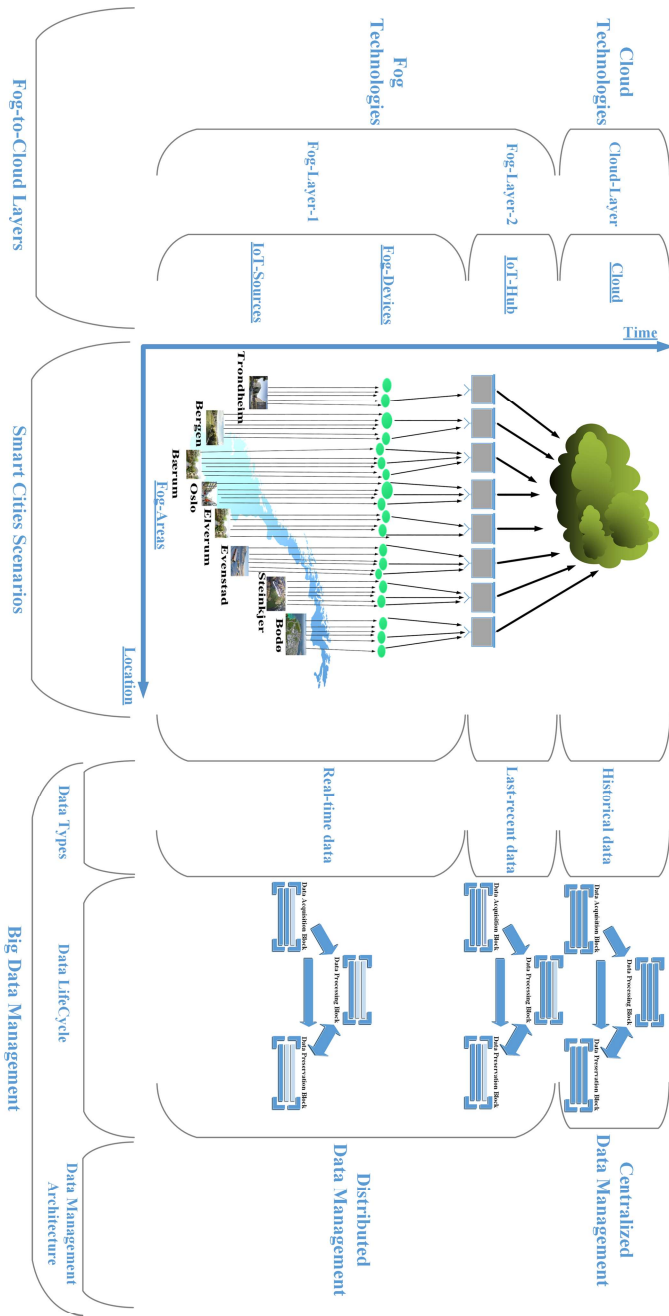 Cloud
Technologies
Fog
Technologies
Cloud-Layer
Fog-Layer-2
Fog-Layer-1
Cloud
IoT-Hub
Fog-Devices
IoT-Sources
Fog-to-Cloud Layers
Time
Trondheim
Bergen
Bærum
Oslo
Elverum
Evenstad
Steinkjer
Bodø
Fog-Areas
Location
Smart Cities Scenarios
Historical data
Last-recent data
Real-time data
Data Types
Data Processing Block
Data Acquisition Block
Data Preservation Block
Data Processing Block
Data Acquisition Block
Data Preservation Block
Data Processing Block
Data Acquisition Block
Data Preservation Block
Data LifeCycle
Centralized
Data Management
Distributed
Data Management
Data Management
Architecture
Big Data Management